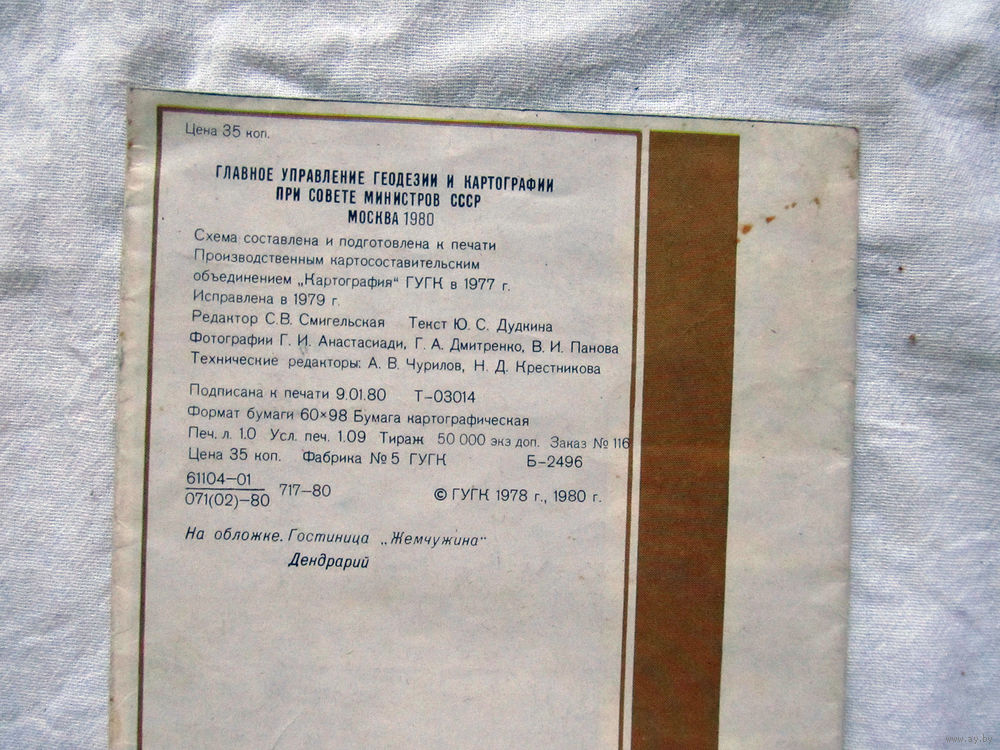 Цена 35 коп.
ГЛАВНОЕ УПРАВЛЕНИЕ ГЕОДЕЗИИ И КАРТОГРАФИИ
ПРИ СОВЕТЕ МИНИСТРОВ СССР
МОСКВА 1980
Схема составлена и подготовлена к печати
Производственным картосоставительским
объединением „Картография" ГУГК в 1977 г.
Исправлена в 1979 г.
Редактор С.В. Смигельская Текст Ю. С. Дудкина
Фотографии Г. И. Анастасиади, Г. А. Дмитренко, В. И. Панова
Технические редакторы: А. В. Чурилов, Н. Д. Крестникова
Подписана к печати 9.01.80 Т–03014
Формат бумаги 60×98 Бумага картографическая
Печ. л. 1.0 Усл. печ. 1.09 Тираж 50 000 экз доп. Заказ № 116
Цена 35 коп. Фабрика № 5 ГУГК Б–2496
61104–01
071(02)–80 717–80
© ГУГК 1978 г., 1980 г.
На обложке. Гостиница „Жемчужина"
Дендрарий
www.ay.by